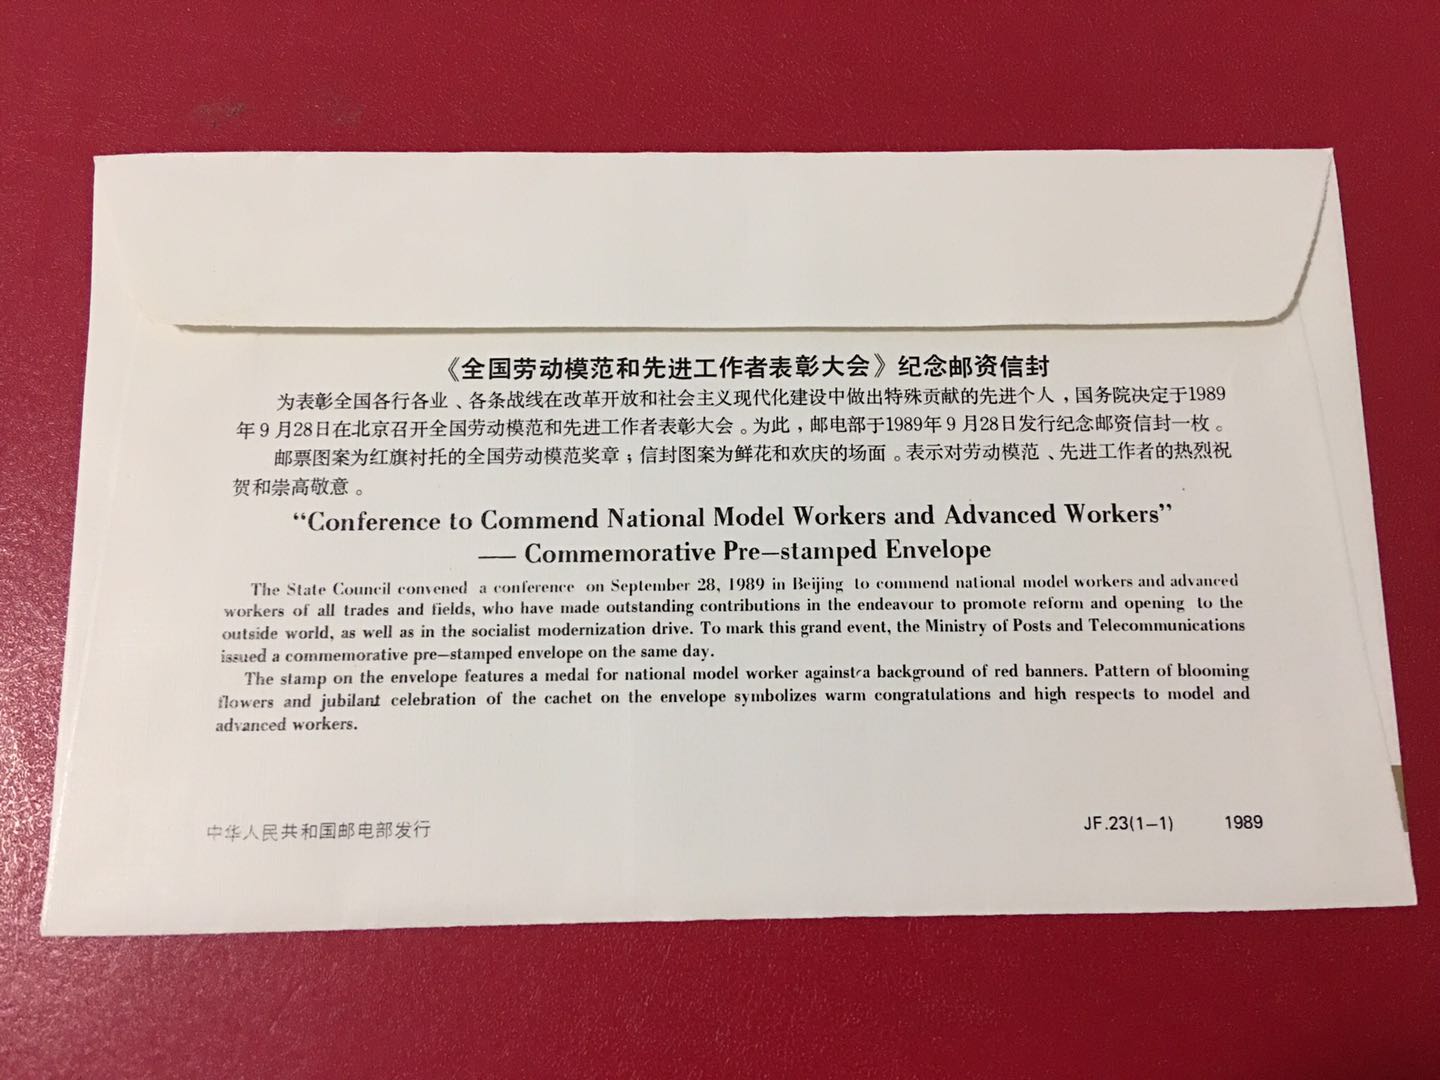 《全国劳动模范和先进工作者表彰大会》纪念邮资信封
为表彰全国各行各业、各条战线在改革开放和社会主义现代化建设中做出特殊贡献的先进个人，国务院决定于1989
年9月28日在北京召开全国劳动模范和先进工作者表彰大会。为此，邮电部于1989年9月28日发行纪念邮资信封一枚。
邮票图案为红旗衬托的全国劳动模范奖章；信封图案为鲜花和欢庆的场面。表示对劳动模范、先进工作者的热烈祝
贺和崇高敬意。
“Conference to Commend National Model Workers and Advanced Workers”
—— Commemorative Pre—stamped Envelope
The State Council convened a conference on September 28, 1989 in Beijing to commend national model workers and advanced
workers of all trades and fields, who have made outstanding contributions in the endeavour to promote reform and opening to the
outside world, as well as in the socialist modernization drive. To mark this grand event, the Ministry of Posts and Telecommunications
issued a commemorative pre—stamped envelope on the same day.
The stamp on the envelope features a medal for national model worker against a background of red banners. Pattern of blooming
flowers and jubilant celebration of the cachet on the envelope symbolizes warm congratulations and high respects to model and
advanced workers.
中华人民共和国邮电部发行
JF.23(1—1) 1989